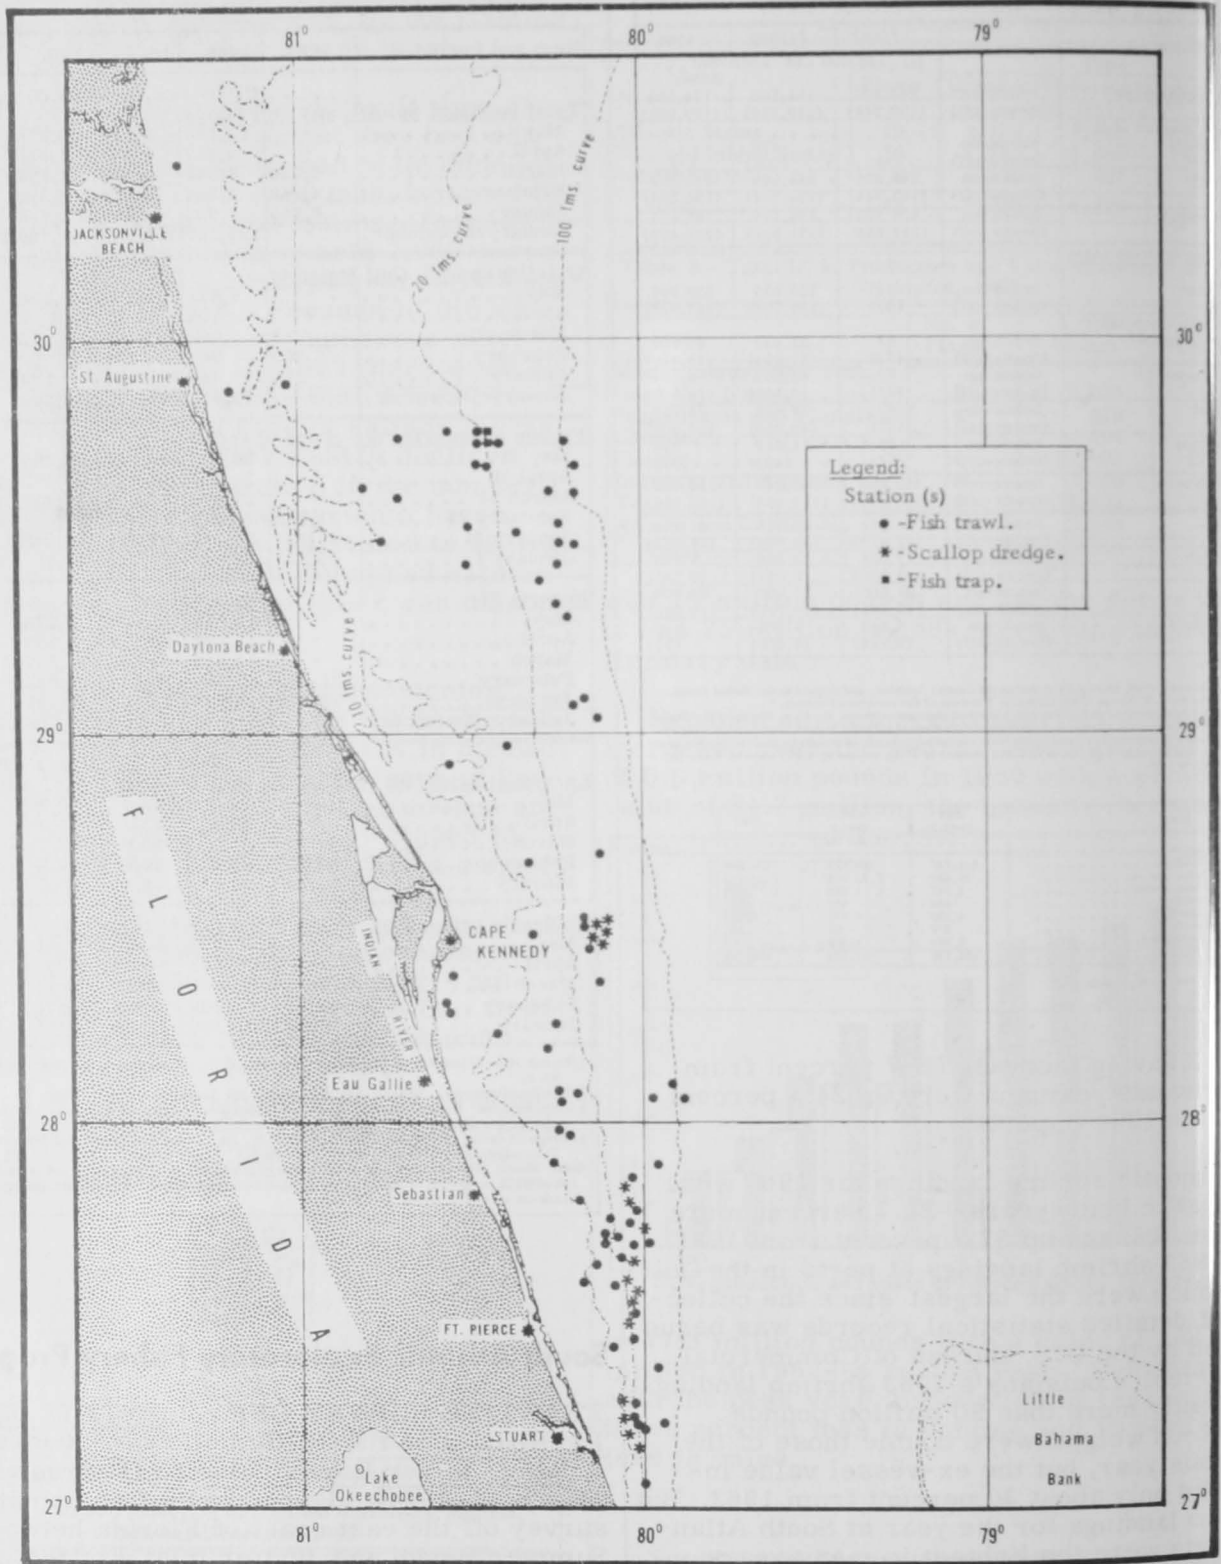 81° 80° 79°
JACKSONVILLE
BEACH
20 fms. curve
100 fms. curve
30° 30°
St. Augustine
Legend:
Station (s)
● -Fish trawl.
* -Scallop dredge.
■ -Fish trap.
Daytona Beach
10 fms. curve
29° 29°
FLORIDA
CAPE
KENNEDY
INDIAN RIVER
Eau Gallie
28° 28°
Sebastian
FT. PIERCE
STUART
Lake
Okeechobee
Little
Bahama
Bank
27° 27°
81° 80° 79°